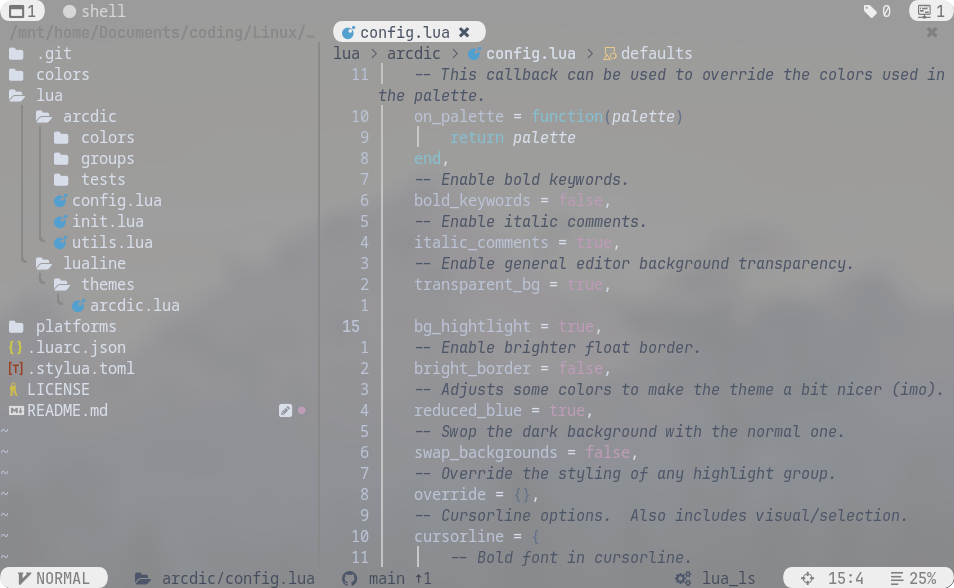 1 shell 0 1
/mnt/home/Documents/coding/Linux/…
config.lua
lua > arcdic > config.lua > defaults
.git
colors
lua
arcdic
colors
groups
tests
config.lua
init.lua
utils.lua
lualine
themes
arcdic.lua
platforms
{} .luarc.json
[T] .stylua.toml
LICENSE
README.md
~
~
~
~
~
~
~
11 -- This callback can be used to override the colors used in
the palette.
10 on_palette = function(palette)
9 return palette
8 end,
7 -- Enable bold keywords.
6 bold_keywords = false,
5 -- Enable italic comments.
4 italic_comments = true,
3 -- Enable general editor background transparency.
2 transparent_bg = true,
1
15 bg_hightlight = true,
1 -- Enable brighter float border.
2 bright_border = false,
3 -- Adjusts some colors to make the theme a bit nicer (imo).
4 reduced_blue = true,
5 -- Swop the dark background with the normal one.
6 swap_backgrounds = false,
7 -- Override the styling of any highlight group.
8 override = {},
9 -- Cursorline options.  Also includes visual/selection.
10 cursorline = {
11 -- Bold font in cursorline.
NORMAL arcdic/config.lua main ↑1 lua_ls 15:4 25%